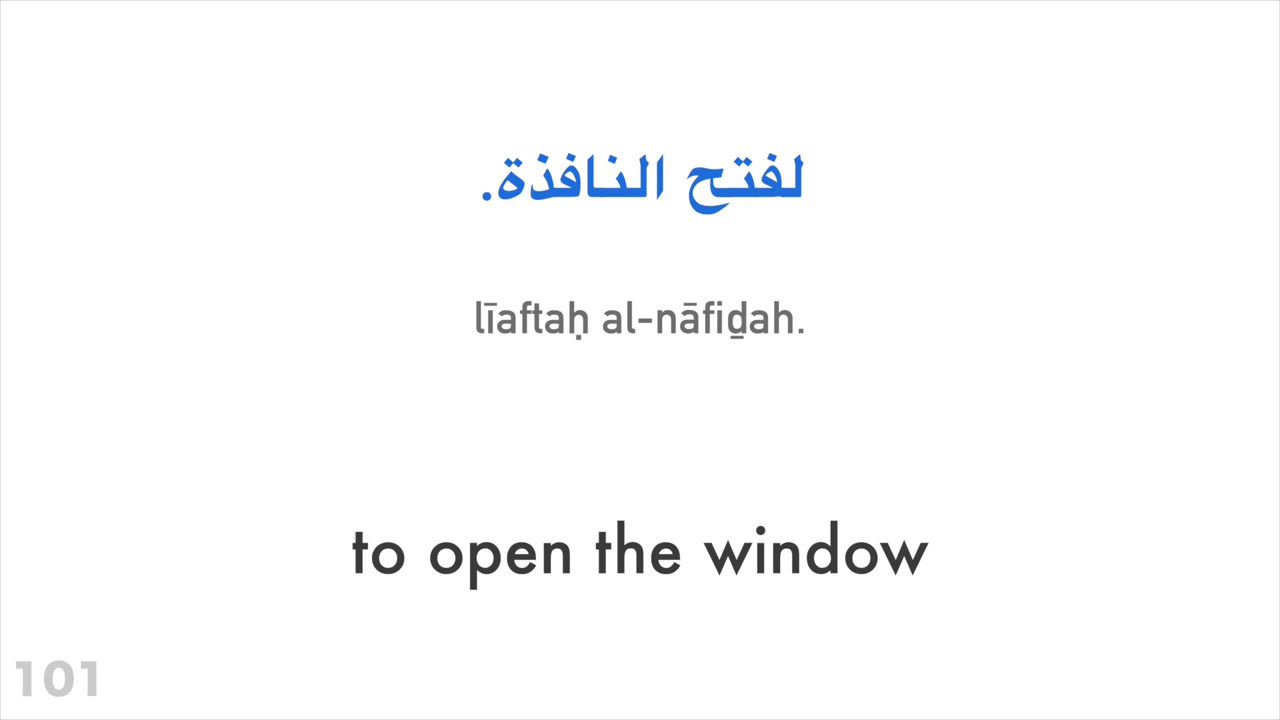 لفتح النافذة.
līaftaḥ al-nāfiḏah.
to open the window
101